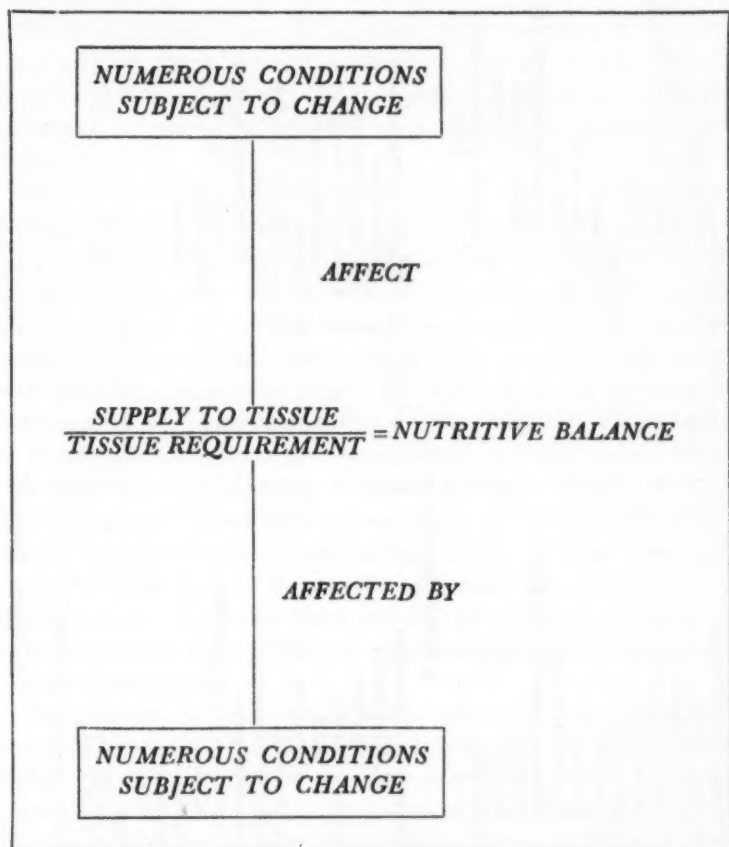 NUMEROUS CONDITIONS
SUBJECT TO CHANGE
AFFECT
SUPPLY TO TISSUE
TISSUE REQUIREMENT = NUTRITIVE BALANCE
AFFECTED BY
NUMEROUS CONDITIONS
SUBJECT TO CHANGE